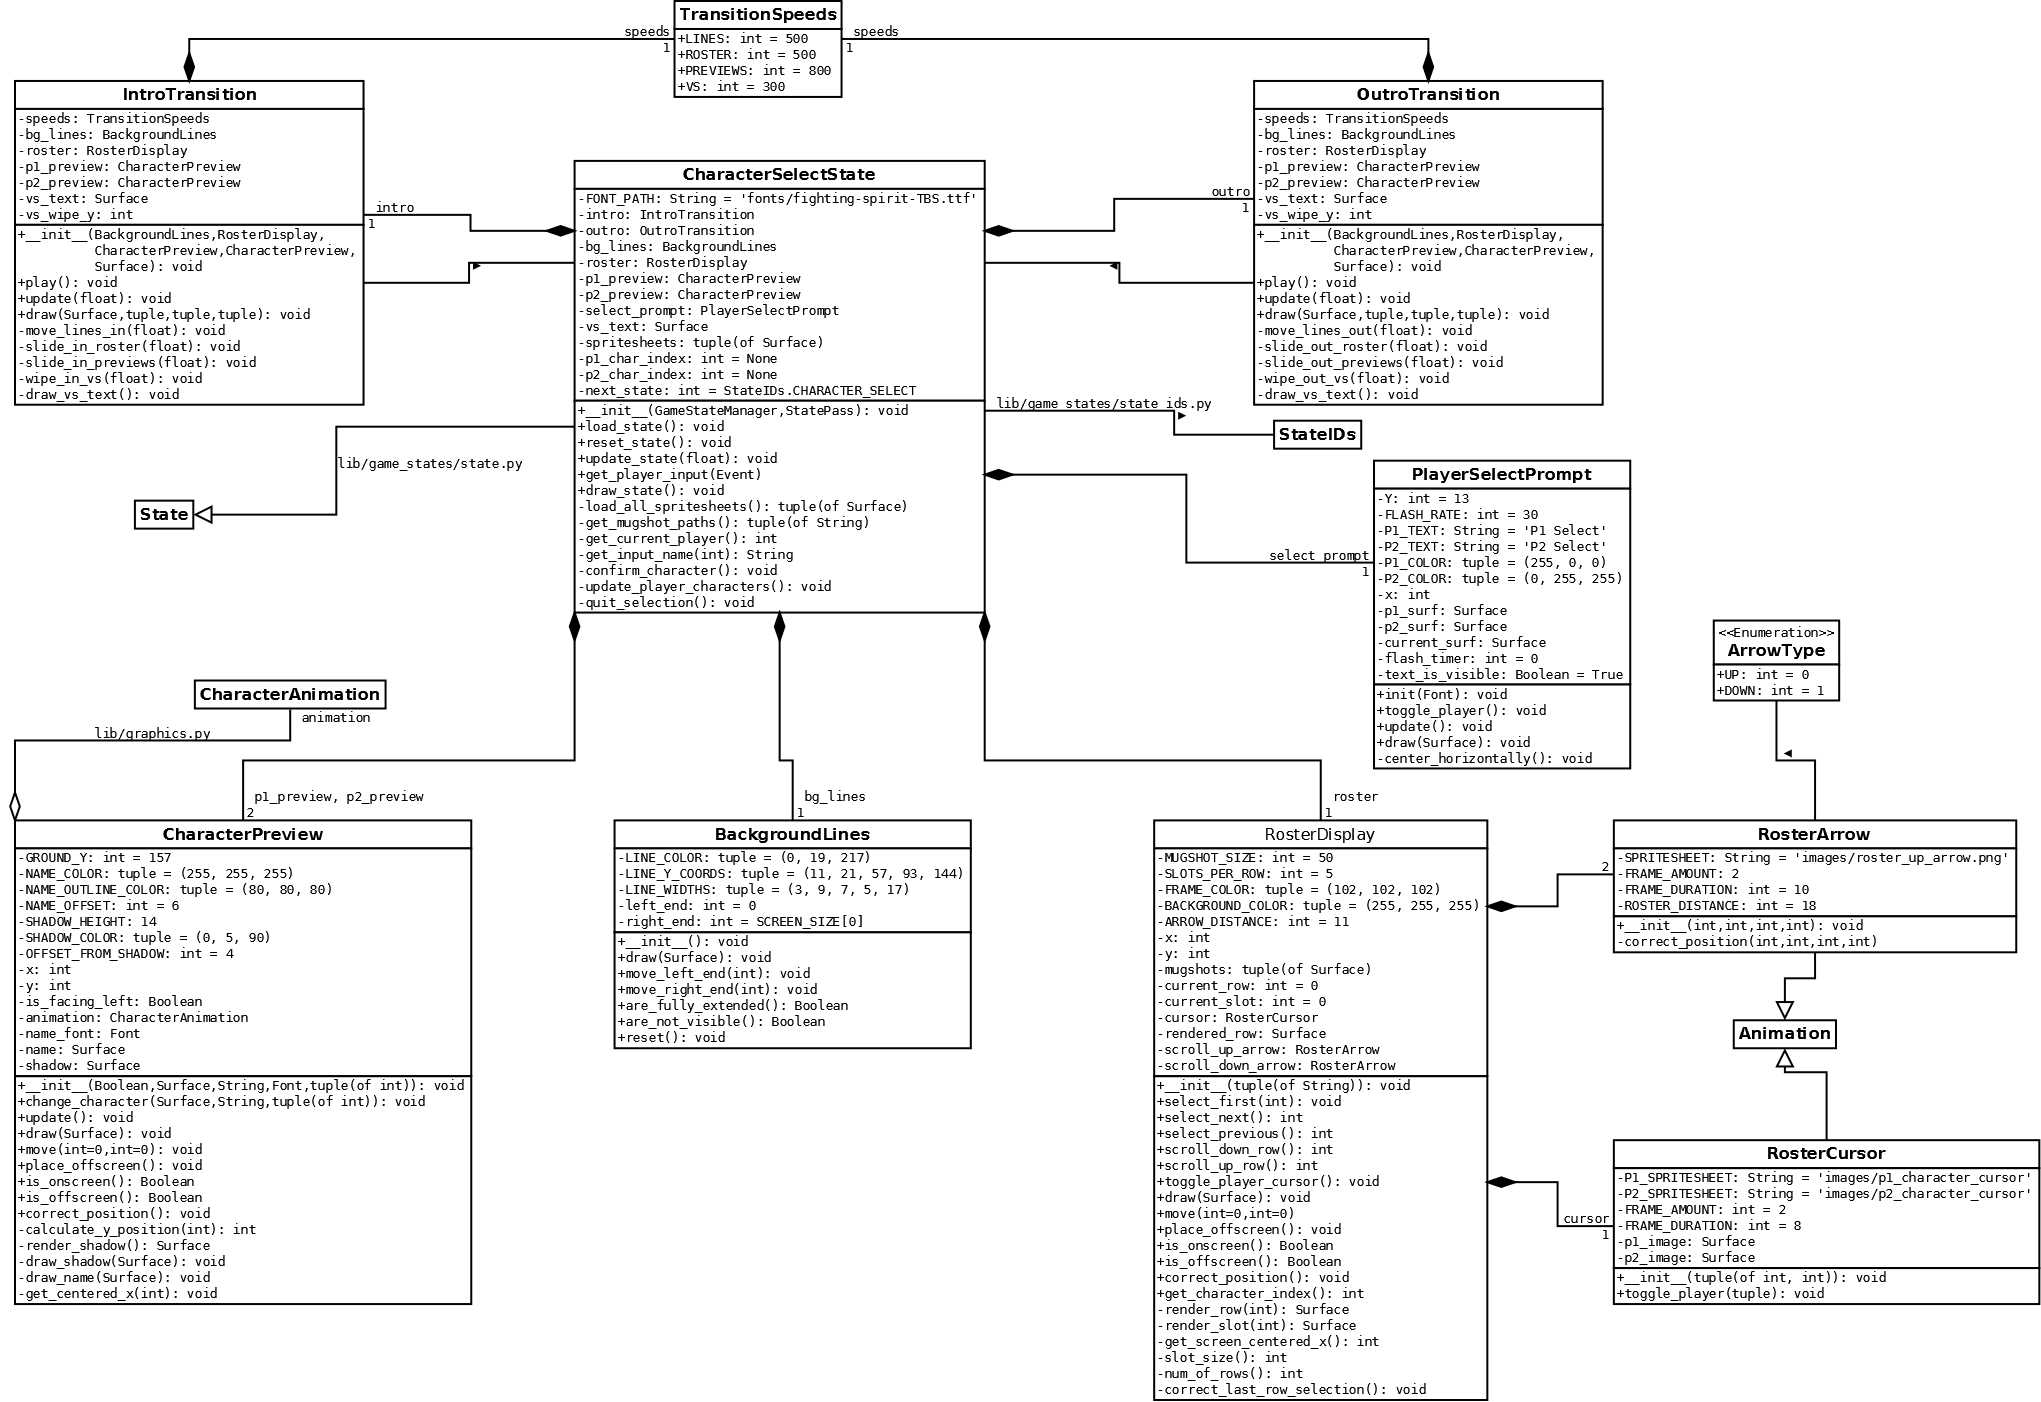 TransitionSpeeds
+LINES: int = 500
+ROSTER: int = 500
+PREVIEWS: int = 800
+VS: int = 300
speeds
1
speeds
1
IntroTransition
-speeds: TransitionSpeeds
-bg_lines: BackgroundLines
-roster: RosterDisplay
-p1_preview: CharacterPreview
-p2_preview: CharacterPreview
-vs_text: Surface
-vs_wipe_y: int
+__init__(BackgroundLines,RosterDisplay,
CharacterPreview,CharacterPreview,
Surface): void
+play(): void
+update(float): void
+draw(Surface,tuple,tuple,tuple): void
-move_lines_in(float): void
-slide_in_roster(float): void
-slide_in_previews(float): void
-wipe_in_vs(float): void
-draw_vs_text(): void
intro
1
CharacterSelectState
-FONT_PATH: String = 'fonts/fighting-spirit-TBS.ttf'
-intro: IntroTransition
-outro: OutroTransition
-bg_lines: BackgroundLines
-roster: RosterDisplay
-p1_preview: CharacterPreview
-p2_preview: CharacterPreview
-select_prompt: PlayerSelectPrompt
-vs_text: Surface
-spritesheets: tuple(of Surface)
-p1_char_index: int = None
-p2_char_index: int = None
-next_state: int = StateIDs.CHARACTER_SELECT
+__init__(GameStateManager,StatePass): void
+load_state(): void
+reset_state(): void
+update_state(float): void
+get_player_input(Event)
+draw_state(): void
-load_all_spritesheets(): tuple(of Surface)
-get_mugshot_paths(): tuple(of String)
-get_current_player(): int
-get_input_name(int): String
-confirm_character(): void
-update_player_characters(): void
-quit_selection(): void
outro
1
OutroTransition
-speeds: TransitionSpeeds
-bg_lines: BackgroundLines
-roster: RosterDisplay
-p1_preview: CharacterPreview
-p2_preview: CharacterPreview
-vs_text: Surface
-vs_wipe_y: int
+__init__(BackgroundLines,RosterDisplay,
CharacterPreview,CharacterPreview,
Surface): void
+play(): void
+update(float): void
+draw(Surface,tuple,tuple,tuple): void
-move_lines_out(float): void
-slide_out_roster(float): void
-slide_out_previews(float): void
-wipe_out_vs(float): void
-draw_vs_text(): void
lib/game_states/state_ids.py
StateIDs
lib/game_states/state.py
State
select_prompt
1
PlayerSelectPrompt
-Y: int = 13
-FLASH_RATE: int = 30
-P1_TEXT: String = 'P1 Select'
-P2_TEXT: String = 'P2 Select'
-P1_COLOR: tuple = (255, 0, 0)
-P2_COLOR: tuple = (0, 255, 255)
-x: int
-p1_surf: Surface
-p2_surf: Surface
-current_surf: Surface
-flash_timer: int = 0
-text_is_visible: Boolean = True
+init(Font): void
+toggle_player(): void
+update(): void
+draw(Surface): void
-center_horizontally(): void
<<Enumeration>>
ArrowType
+UP: int = 0
+DOWN: int = 1
CharacterAnimation
animation
lib/graphics.py
p1_preview, p2_preview
2
bg_lines
1
roster
1
CharacterPreview
-GROUND_Y: int = 157
-NAME_COLOR: tuple = (255, 255, 255)
-NAME_OUTLINE_COLOR: tuple = (80, 80, 80)
-NAME_OFFSET: int = 6
-SHADOW_HEIGHT: 14
-SHADOW_COLOR: tuple = (0, 5, 90)
-OFFSET_FROM_SHADOW: int = 4
-x: int
-y: int
-is_facing_left: Boolean
-animation: CharacterAnimation
-name_font: Font
-name: Surface
-shadow: Surface
+__init__(Boolean,Surface,String,Font,tuple(of int)): void
+change_character(Surface,String,tuple(of int)): void
+update(): void
+draw(Surface): void
+move(int=0,int=0): void
+place_offscreen(): void
+is_onscreen(): Boolean
+is_offscreen(): Boolean
+correct_position(): void
-calculate_y_position(int): int
-render_shadow(): Surface
-draw_shadow(Surface): void
-draw_name(Surface): void
-get_centered_x(int): void
BackgroundLines
-LINE_COLOR: tuple = (0, 19, 217)
-LINE_Y_COORDS: tuple = (11, 21, 57, 93, 144)
-LINE_WIDTHS: tuple = (3, 9, 7, 5, 17)
-left_end: int = 0
-right_end: int = SCREEN_SIZE[0]
+__init__(): void
+draw(Surface): void
+move_left_end(int): void
+move_right_end(int): void
+are_fully_extended(): Boolean
+are_not_visible(): Boolean
+reset(): void
RosterDisplay
-MUGSHOT_SIZE: int = 50
-SLOTS_PER_ROW: int = 5
-FRAME_COLOR: tuple = (102, 102, 102)
-BACKGROUND_COLOR: tuple = (255, 255, 255)
-ARROW_DISTANCE: int = 11
-x: int
-y: int
-mugshots: tuple(of Surface)
-current_row: int = 0
-current_slot: int = 0
-cursor: RosterCursor
-rendered_row: Surface
-scroll_up_arrow: RosterArrow
-scroll_down_arrow: RosterArrow
+__init__(tuple(of String)): void
+select_first(int): void
+select_next(): int
+select_previous(): int
+scroll_down_row(): int
+scroll_up_row(): int
+toggle_player_cursor(): void
+draw(Surface): void
+move(int=0,int=0)
+place_offscreen(): void
+is_onscreen(): Boolean
+is_offscreen(): Boolean
+correct_position(): void
+get_character_index(): int
-render_row(int): Surface
-render_slot(int): Surface
-get_screen_centered_x(): int
-slot_size(): int
-num_of_rows(): int
-correct_last_row_selection(): void
2
RosterArrow
-SPRITESHEET: String = 'images/roster_up_arrow.png'
-FRAME_AMOUNT: 2
-FRAME_DURATION: int = 10
-ROSTER_DISTANCE: int = 18
+__init__(int,int,int,int): void
-correct_position(int,int,int,int)
Animation
cursor
1
RosterCursor
-P1_SPRITESHEET: String = 'images/p1_character_cursor'
-P2_SPRITESHEET: String = 'images/p2_character_cursor'
-FRAME_AMOUNT: int = 2
-FRAME_DURATION: int = 8
-p1_image: Surface
-p2_image: Surface
+__init__(tuple(of int, int)): void
+toggle_player(tuple): void